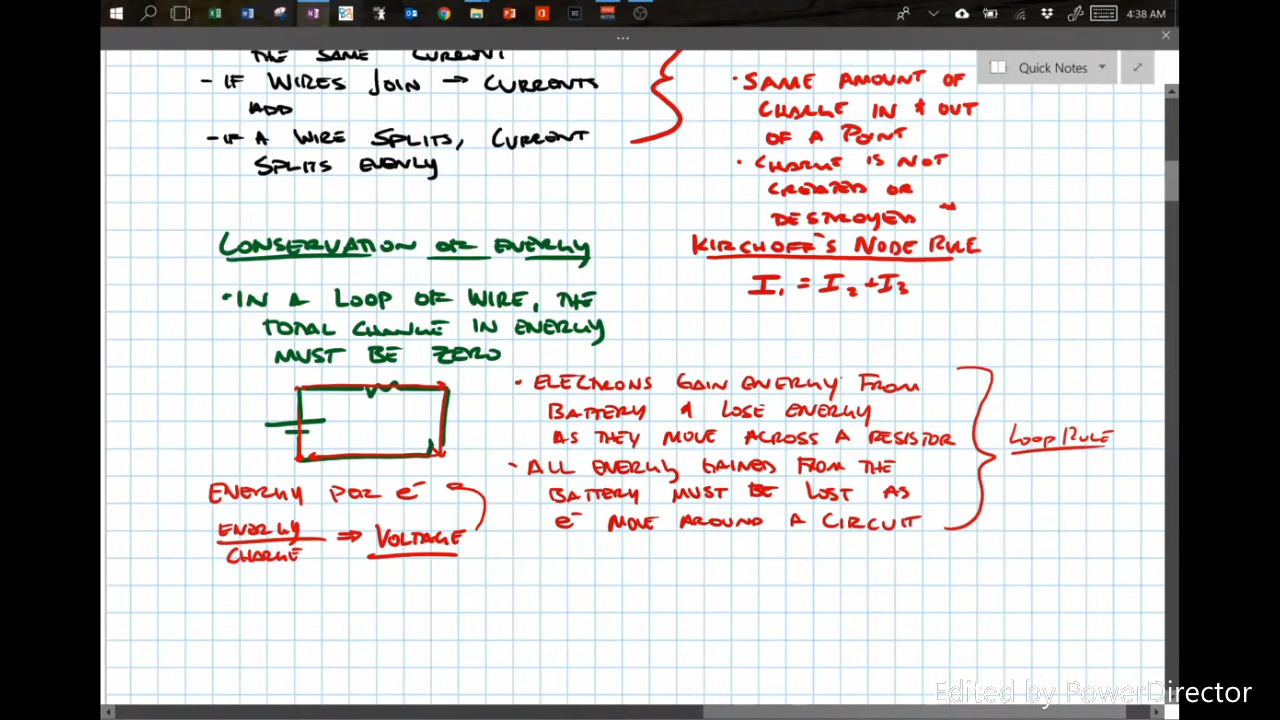 4:38 AM
Quick Notes
THE SAME CURRENT
- IF WIRES JOIN → CURRENTS
ADD
- IF A WIRE SPLITS, CURRENT
SPLITS EVENLY
• SAME AMOUNT OF
CHARGE IN & OUT
OF A POINT
• CHARGE IS NOT
CREATED OR
DESTROYED
KIRCHOFF'S NODE RULE
I₁ = I₂ + I₃
CONSERVATION OF ENERGY
• IN A LOOP OF WIRE, THE
TOTAL CHANGE IN ENERGY
MUST BE ZERO
• ELECTRONS GAIN ENERGY FROM
BATTERY & LOSE ENERGY
AS THEY MOVE ACROSS A RESISTOR
• ALL ENERGY GAINED FROM THE
BATTERY MUST BE LOST AS
e⁻ MOVE AROUND A CIRCUIT
LOOP RULE
ENERGY PER e⁻
ENERGY
CHARGE
⇒ VOLTAGE
Edited by PowerDirector